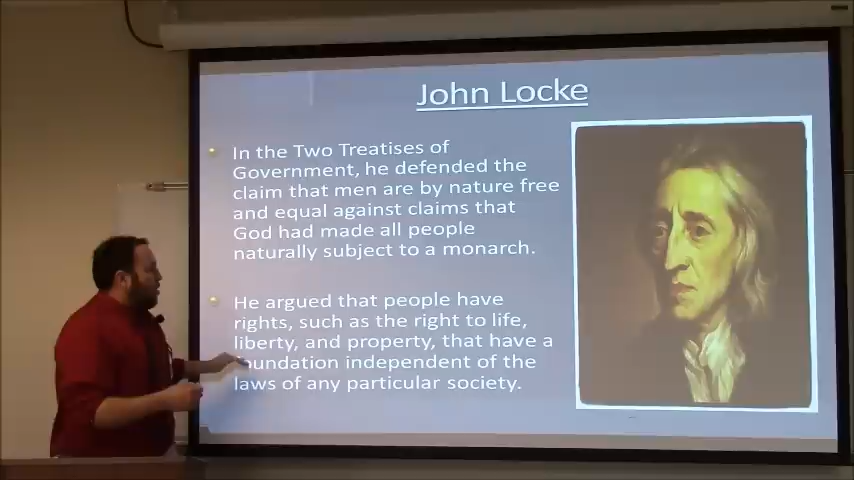 John Locke
In the Two Treatises of
Government, he defended the
claim that men are by nature free
and equal against claims that
God had made all people
naturally subject to a monarch.
He argued that people have
rights, such as the right to life,
liberty, and property, that have a
foundation independent of the
laws of any particular society.